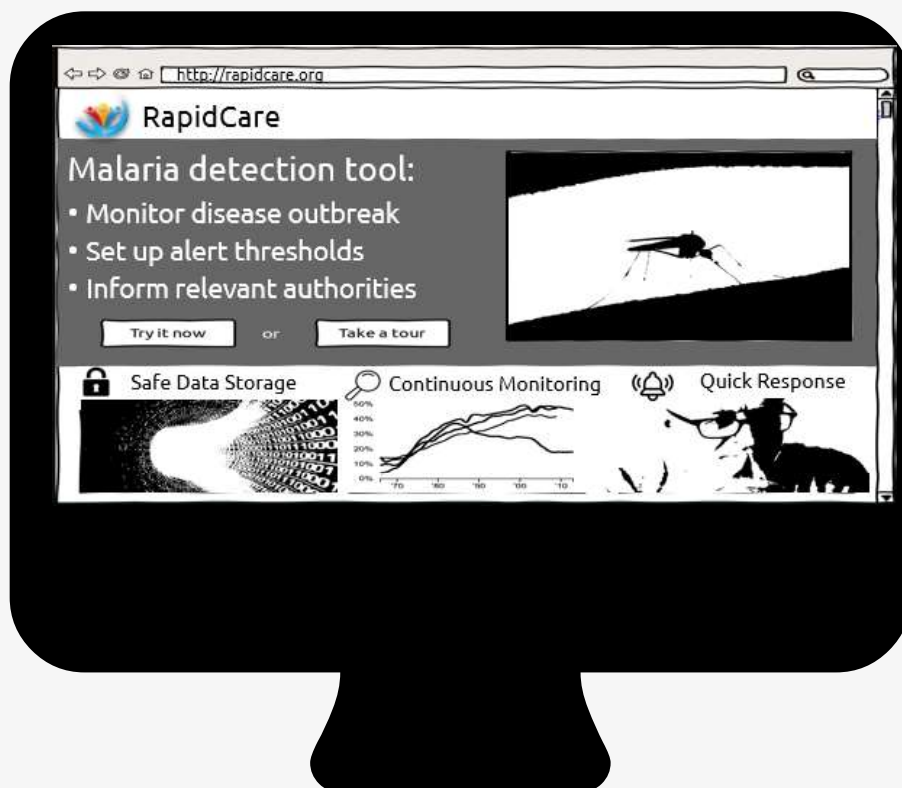 http://rapidcare.org
RapidCare
Malaria detection tool:
• Monitor disease outbreak
• Set up alert thresholds
• Inform relevant authorities
Try it now or Take a tour
Safe Data Storage
Continuous Monitoring
Quick Response
50%
40%
30%
20%
10%
0%
'70 '80 '90 '00 '10